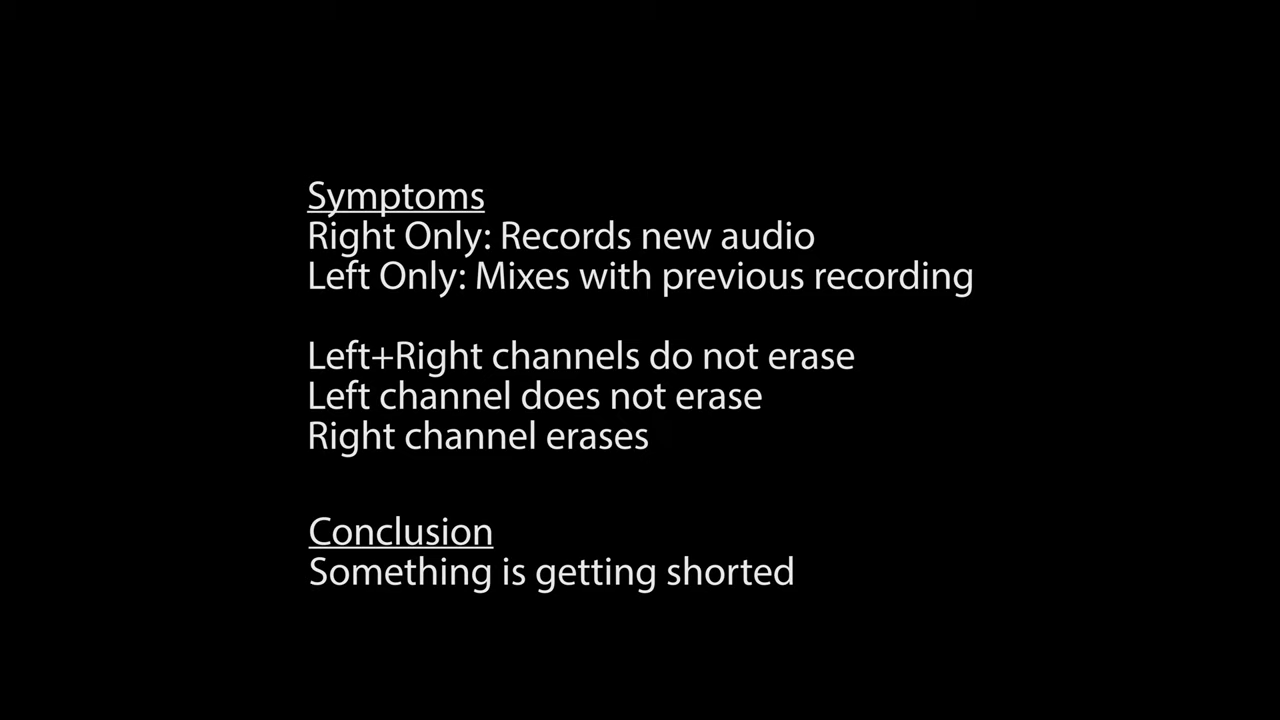 Symptoms
Right Only: Records new audio
Left Only: Mixes with previous recording
Left+Right channels do not erase
Left channel does not erase
Right channel erases
Conclusion
Something is getting shorted